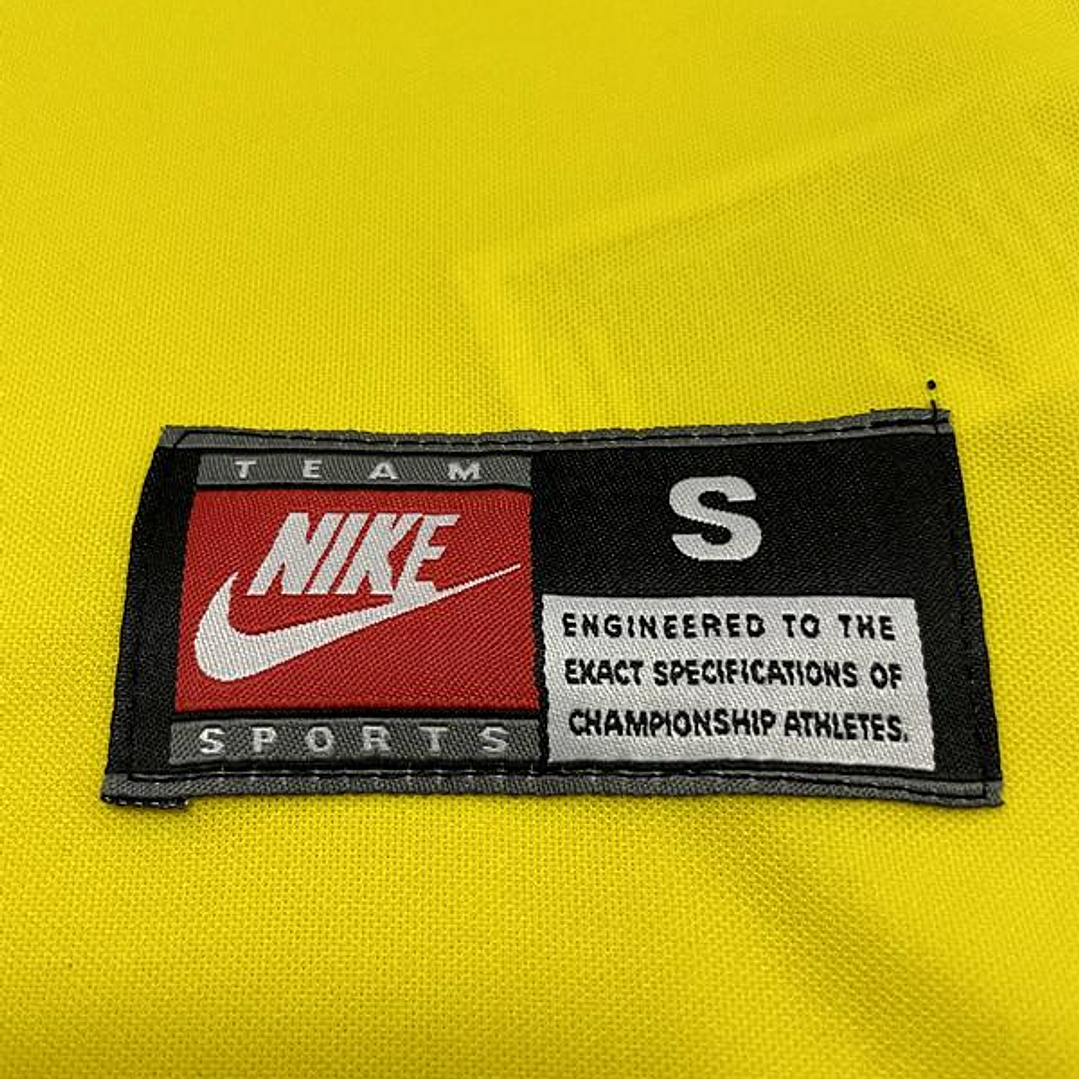 TEAM
NIKE
SPORTS
S
ENGINEERED TO THE
EXACT SPECIFICATIONS OF
CHAMPIONSHIP ATHLETES.